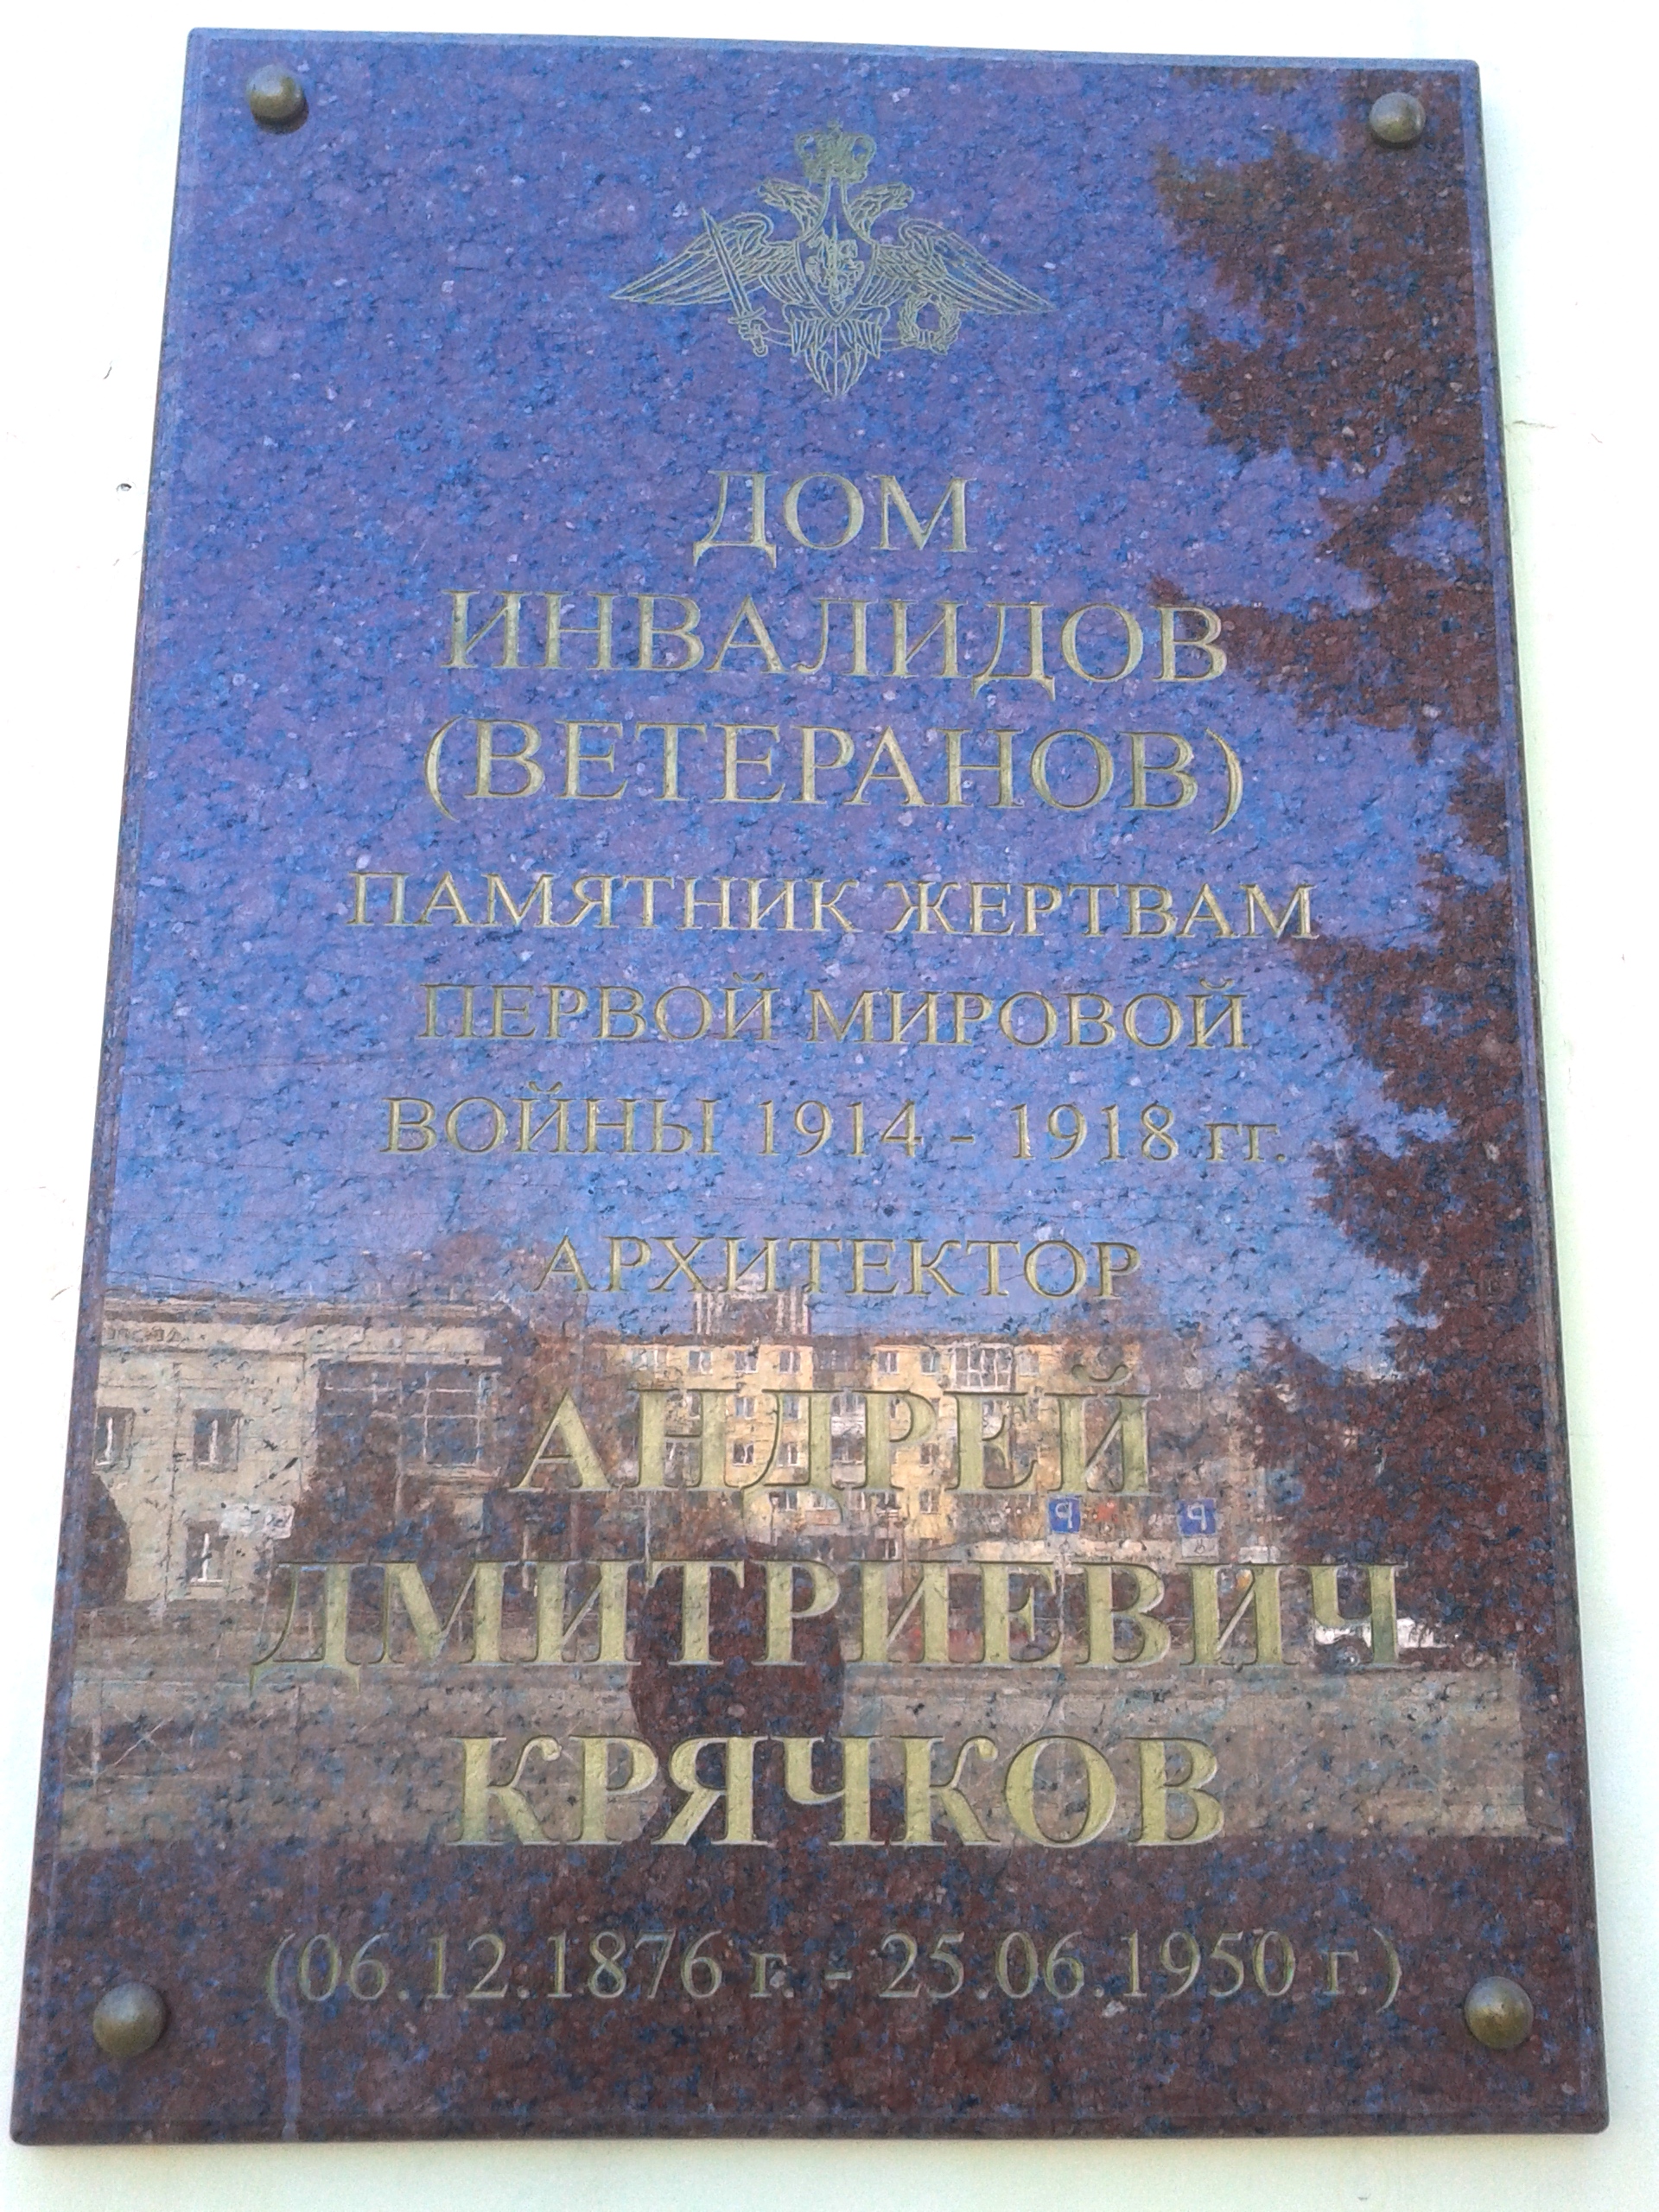 ДОМ
ИНВАЛИДОВ
(ВЕТЕРАНОВ)
ПАМЯТНИК ЖЕРТВАМ
ПЕРВОЙ МИРОВОЙ
ВОЙНЫ 1914 - 1918 гг.
АРХИТЕКТОР
АНДРЕЙ
ДМИТРИЕВИЧ
КРЯЧКОВ
(06.12.1876 г. - 25.06.1950 г.)